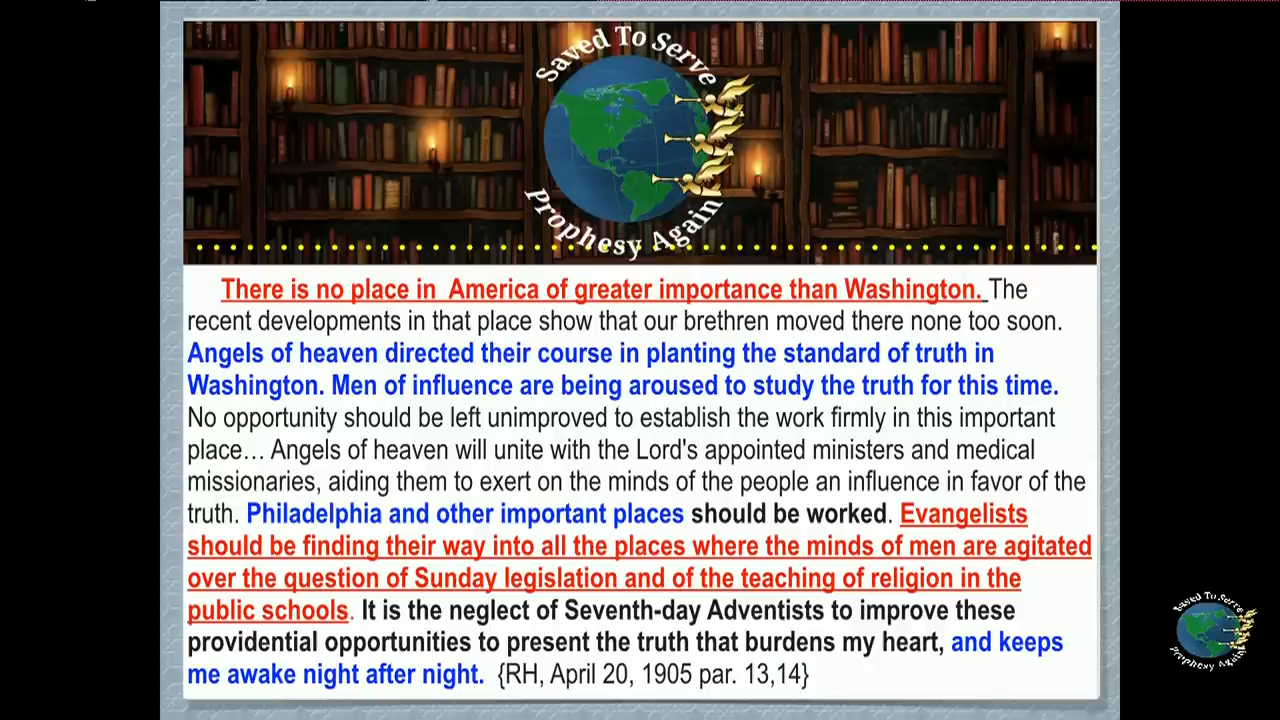 Saved To Serve
Prophesy Again
There is no place in America of greater importance than Washington. The
recent developments in that place show that our brethren moved there none too soon.
Angels of heaven directed their course in planting the standard of truth in
Washington. Men of influence are being aroused to study the truth for this time.
No opportunity should be left unimproved to establish the work firmly in this important
place… Angels of heaven will unite with the Lord's appointed ministers and medical
missionaries, aiding them to exert on the minds of the people an influence in favor of the
truth. Philadelphia and other important places should be worked. Evangelists
should be finding their way into all the places where the minds of men are agitated
over the question of Sunday legislation and of the teaching of religion in the
public schools. It is the neglect of Seventh-day Adventists to improve these
providential opportunities to present the truth that burdens my heart, and keeps
me awake night after night. {RH, April 20, 1905 par. 13,14}
Saved To Serve
Prophesy Again